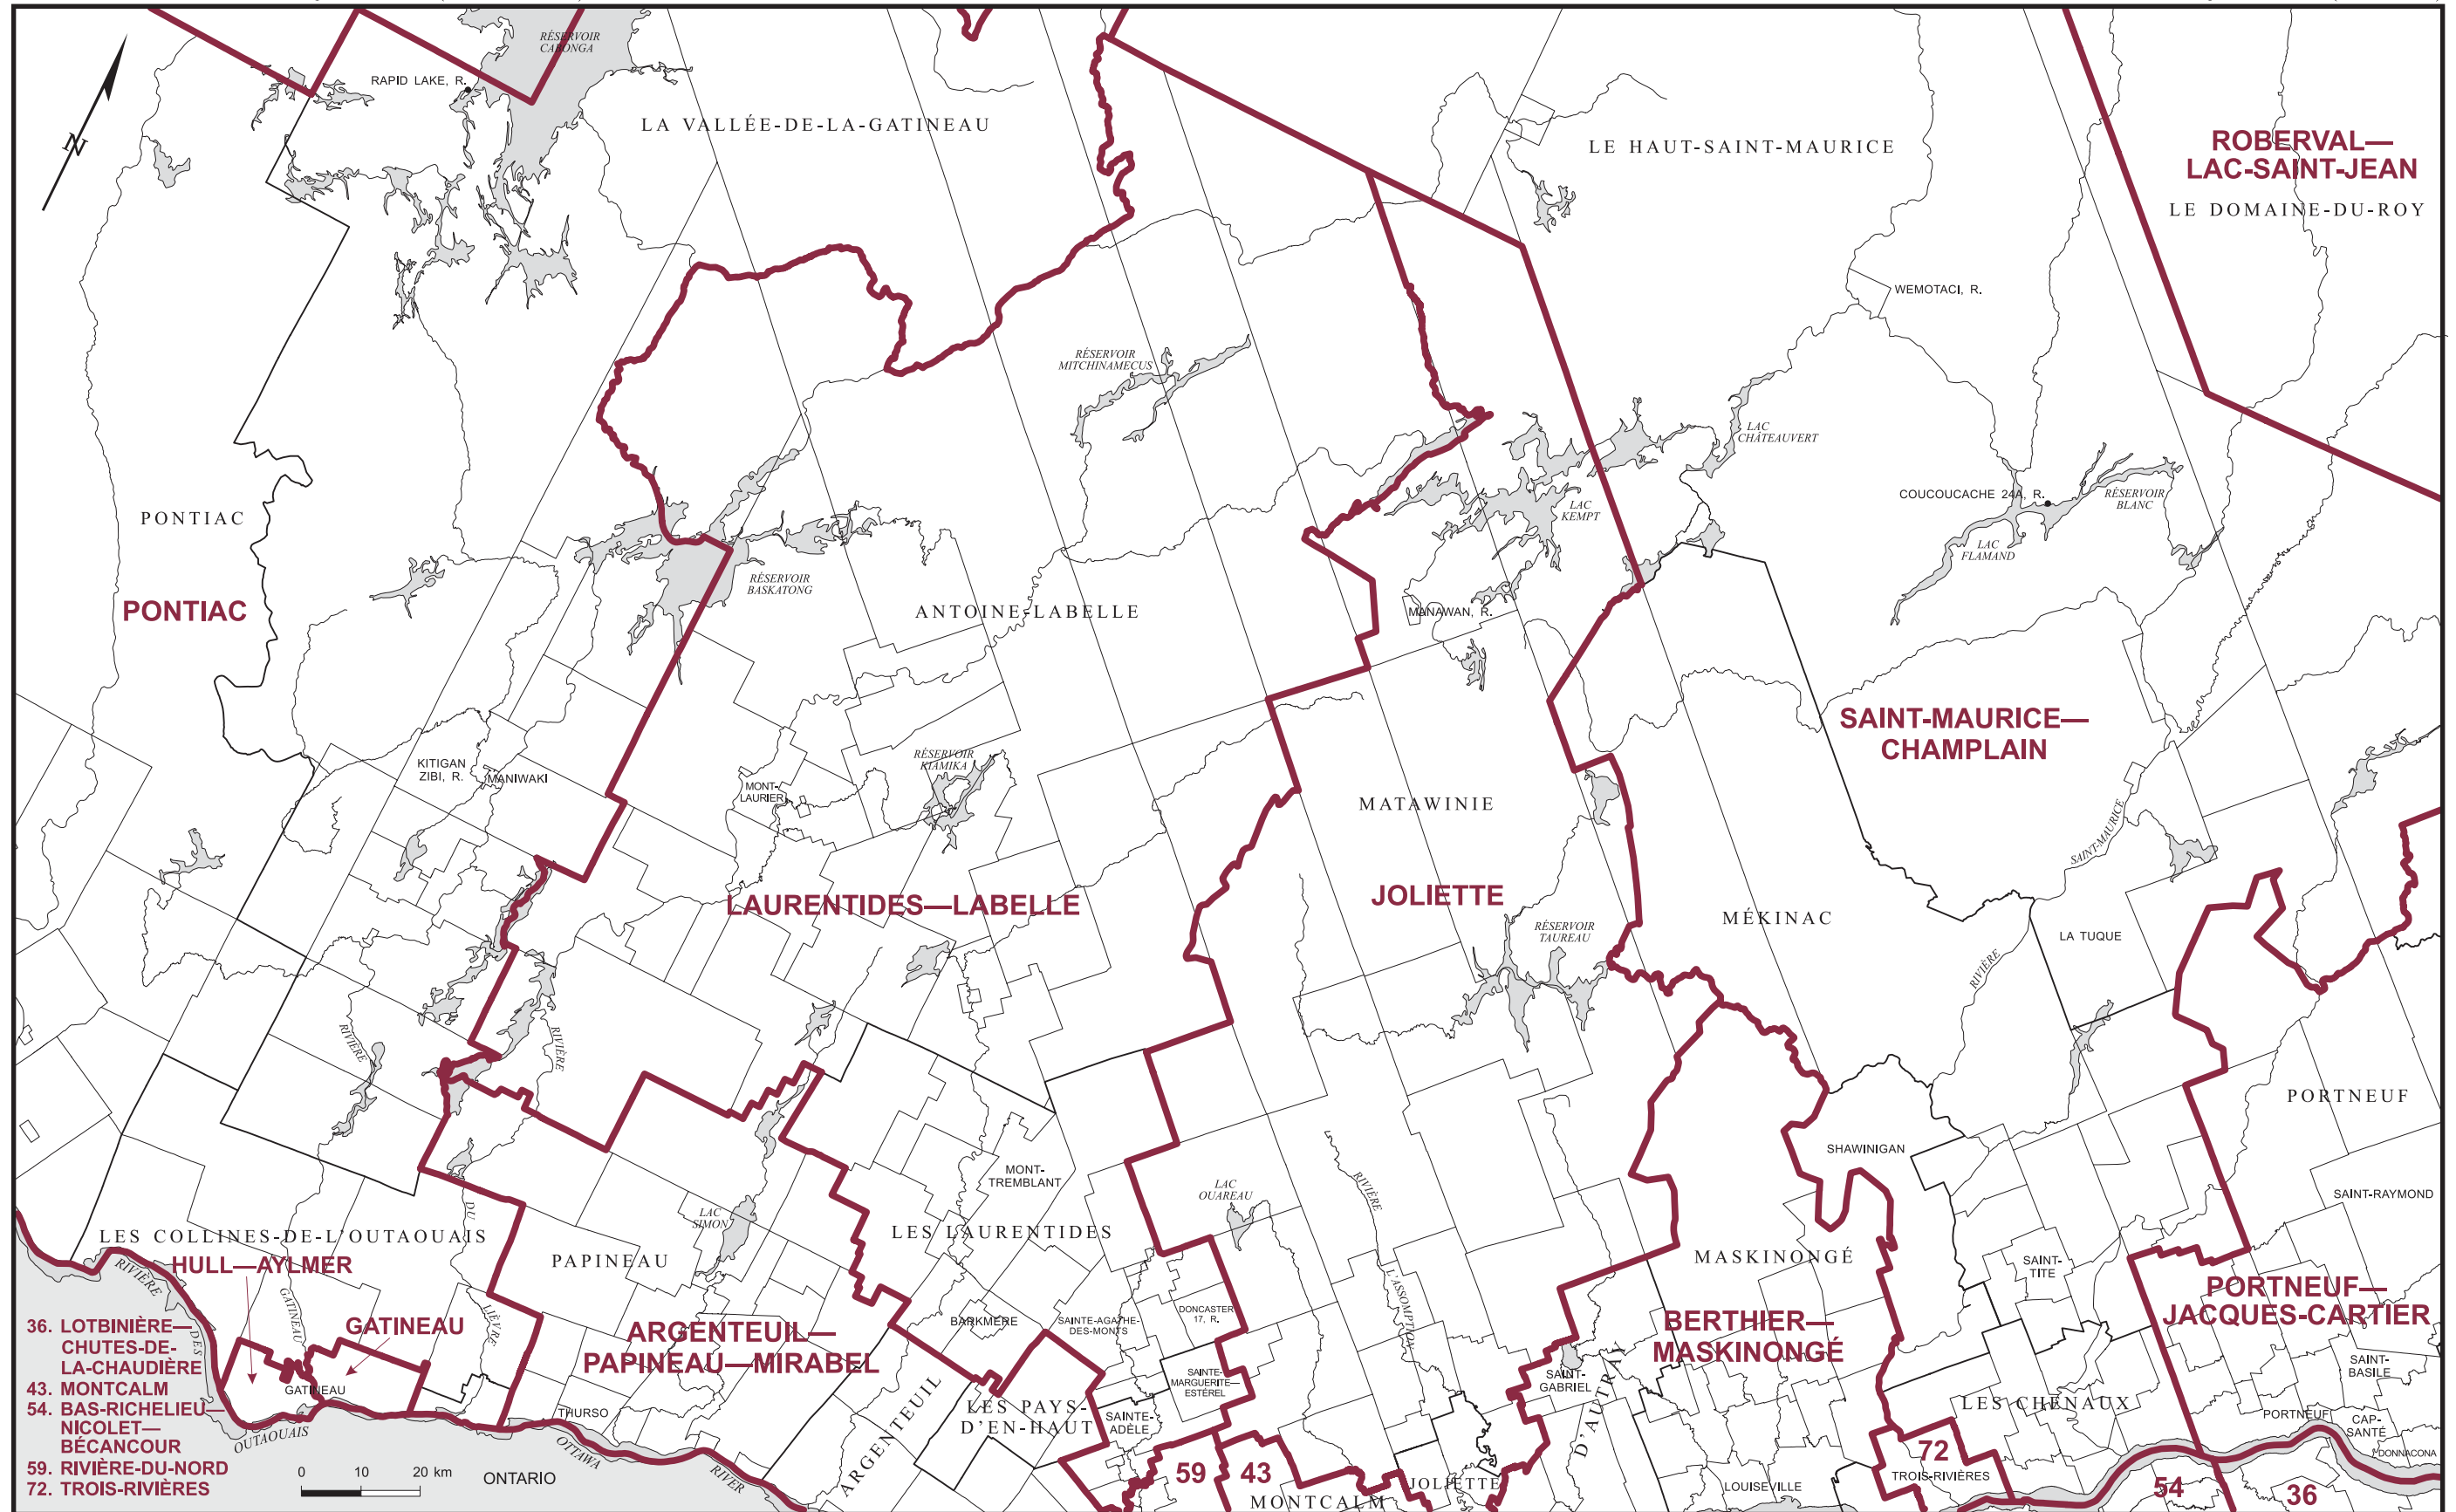 RÉSERVOIR
CABONGA
RAPID LAKE, R.
LA VALLÉE-DE-LA-GATINEAU
LE HAUT-SAINT-MAURICE
ROBERVAL—
LAC-SAINT-JEAN
LE DOMAINE-DU-ROY
N
WEMOTACI, R.
RÉSERVOIR
MITCHINAMECUS
LAC
CHÂTEAUVERT
COUCOUCACHE 24A, R.
RÉSERVOIR
BLANC
LAC
KEMPT
LAC
FLAMAND
PONTIAC
PONTIAC
RÉSERVOIR
BASKATONG
ANTOINE-LABELLE
MANAWAN, R.
SAINT-MAURICE—
CHAMPLAIN
KITIGAN
ZIBI, R.
MANIWAKI
MONT-
LAURIER
RÉSERVOIR
KIAMIKA
MATAWINIE
RIVIÈRE
SAINT-MAURICE
LAURENTIDES—LABELLE
JOLIETTE
RÉSERVOIR
TAUREAU
MÉKINAC
LA TUQUE
RIVIÈRE
GATINEAU
RIVIÈRE
DU
LIÈVRE
PORTNEUF
SHAWINIGAN
MONT-
TREMBLANT
LAC
OUAREAU
RIVIÈRE
L'ASSOMPTION
SAINT-RAYMOND
LAC
SIMON
LES COLLINES-DE-L'OUTAOUAIS
LES LAURENTIDES
PAPINEAU
MASKINONGÉ
SAINT-
TITE
HULL—AYLMER
GATINEAU
GATINEAU
PORTNEUF—
JACQUES-CARTIER
ARGENTEUIL—
PAPINEAU—MIRABEL
BARKMERE
SAINTE-AGATHE-
DES-MONTS
DONCASTER
17, R.
BERTHIER—
MASKINONGÉ
SAINTE-
MARGUERITE—
ESTÉREL
SAINT-
GABRIEL
D'AUTRAY
SAINT-
BASILE
ARGENTEUIL
LES PAYS-
D'EN-HAUT
SAINTE-
ADÈLE
LES CHENAUX
PORTNEUF
CAP-
SANTÉ
DONNACONA
THURSO
RIVIÈRE
DES
OUTAOUAIS
OTTAWA
RIVER
36. LOTBINIÈRE—
CHUTES-DE-
LA-CHAUDIÈRE
43. MONTCALM
54. BAS-RICHELIEU—
NICOLET—
BÉCANCOUR
59. RIVIÈRE-DU-NORD
72. TROIS-RIVIÈRES
0 10 20 km
ONTARIO
59
43
MONTCALM
JOLIETTE
LOUISEVILLE
72
TROIS-RIVIÈRES
54
36